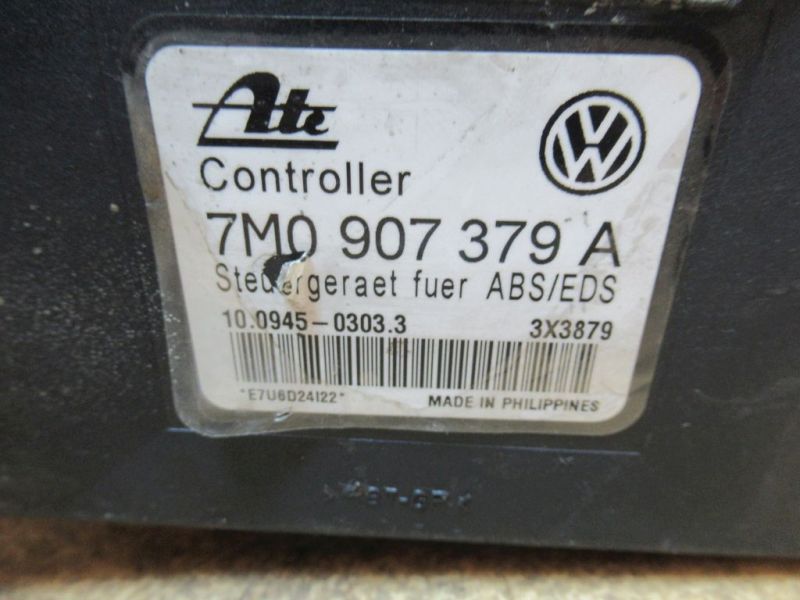 Ate
Controller
7M0 907 379 A
Steuergeraet fuer ABS/EDS
10.0945-0303.3 3X3879
*E7U6D24I22*
MADE IN PHILIPPINES